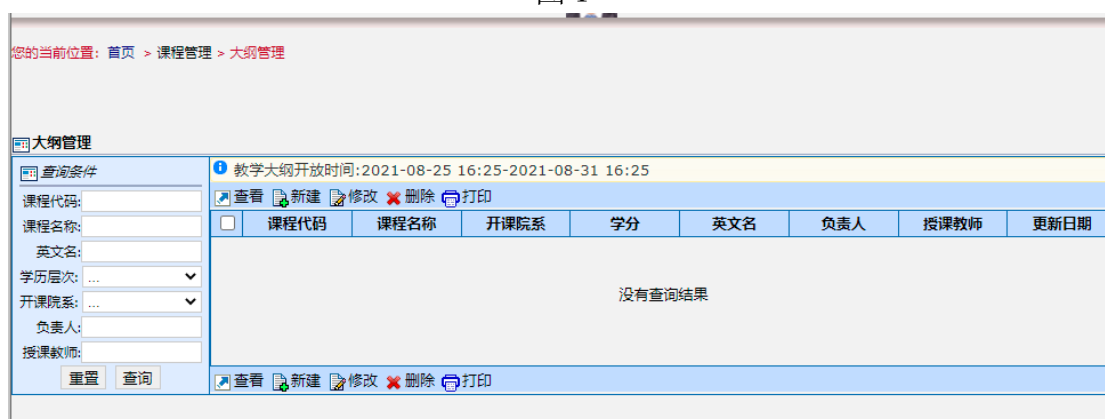 您的当前位置：首页 > 课程管理 > 大纲管理
大纲管理
查询条件
教学大纲开放时间:2021-08-25 16:25-2021-08-31 16:25
课程代码:
查看 新建 修改 删除 打印
课程名称:
课程代码 课程名称 开课院系 学分 英文名 负责人 授课教师 更新日期
英文名:
学历层次: ...
没有查询结果
开课院系: ...
负责人:
授课教师:
重置 查询
查看 新建 修改 删除 打印